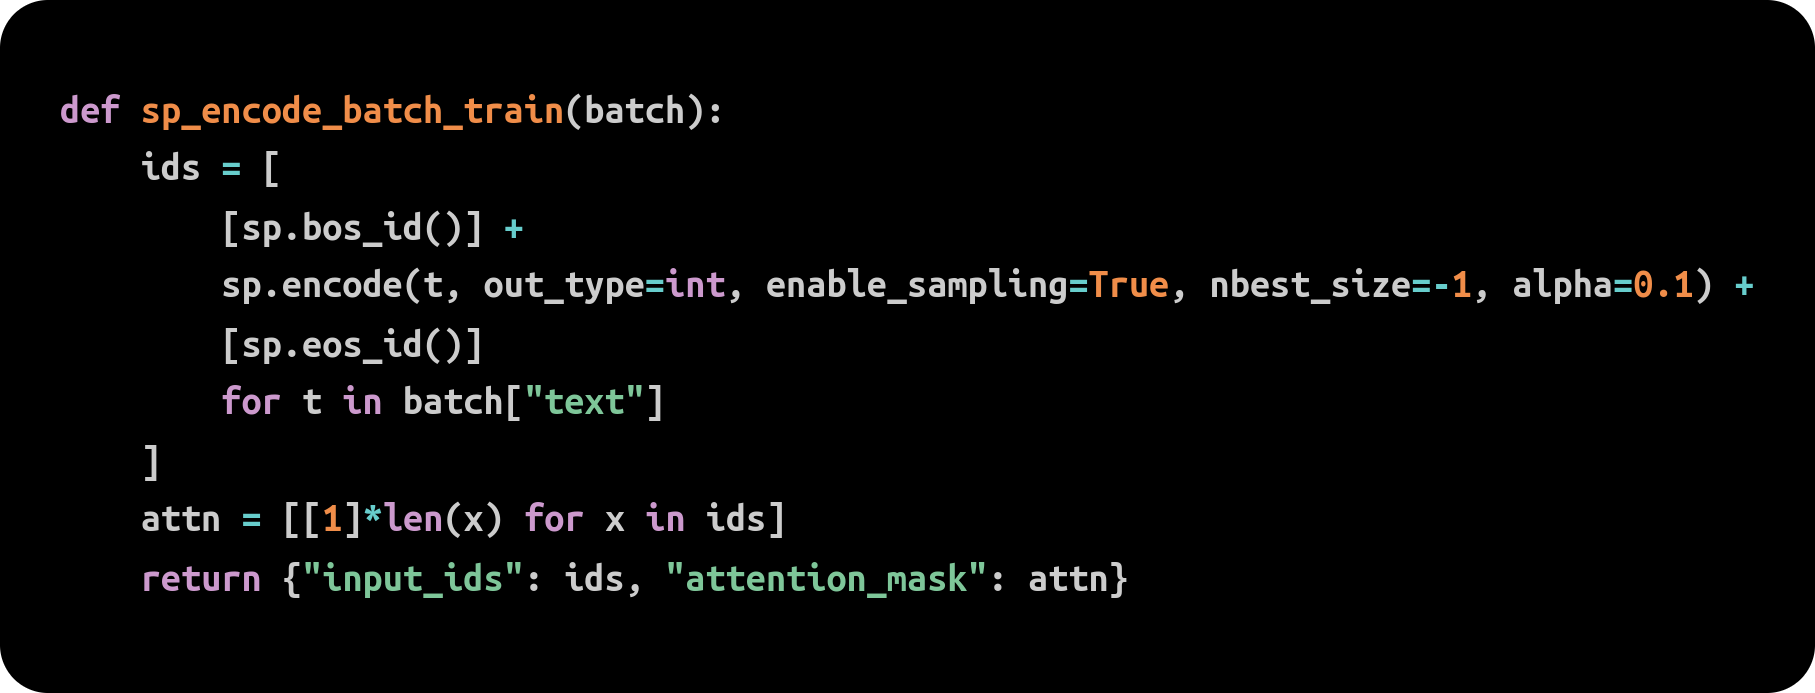 def sp_encode_batch_train(batch):
    ids = [
        [sp.bos_id()] +
        sp.encode(t, out_type=int, enable_sampling=True, nbest_size=-1, alpha=0.1) +
        [sp.eos_id()]
        for t in batch["text"]
    ]
    attn = [[1]*len(x) for x in ids]
    return {"input_ids": ids, "attention_mask": attn}